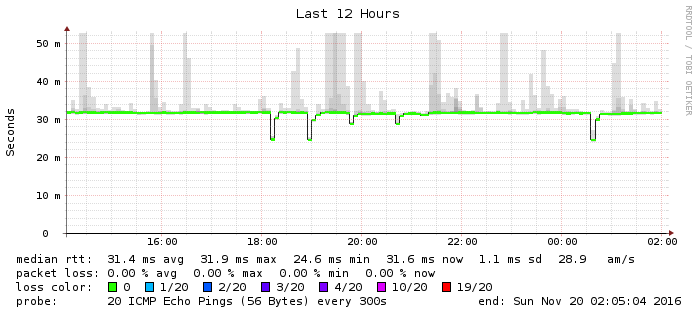 Last 12 Hours
RRDTOOL / TOBI OETIKER
Seconds
50 m
40 m
30 m
20 m
10 m
0
16:00 18:00 20:00 22:00 00:00 02:00
median rtt: 31.4 ms avg 31.9 ms max 24.6 ms min 31.6 ms now 1.1 ms sd 28.9 am/s
packet loss: 0.00 % avg 0.00 % max 0.00 % min 0.00 % now
loss color: 0 1/20 2/20 3/20 4/20 10/20 19/20
probe: 20 ICMP Echo Pings (56 Bytes) every 300s end: Sun Nov 20 02:05:04 2016